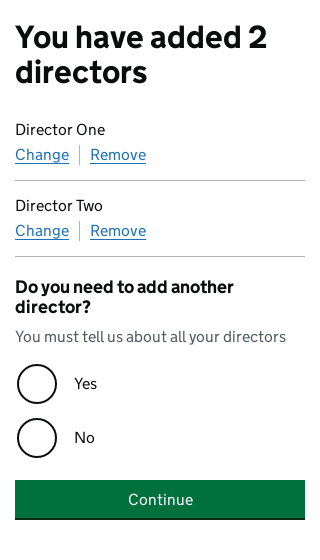 You have added 2
directors
Director One
Change Remove
Director Two
Change Remove
Do you need to add another
director?
You must tell us about all your directors
Yes
No
Continue